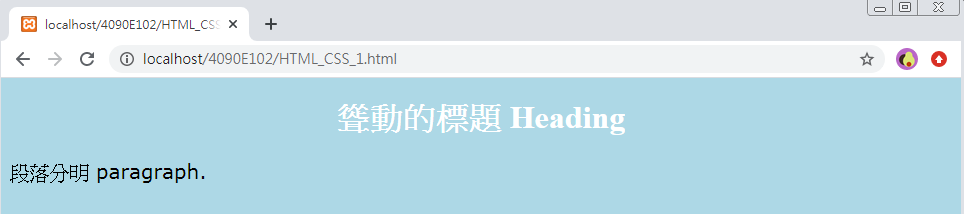 localhost/4090E102/HTML_CSS
localhost/4090E102/HTML_CSS_1.html
聳動的標題 Heading
段落分明 paragraph.